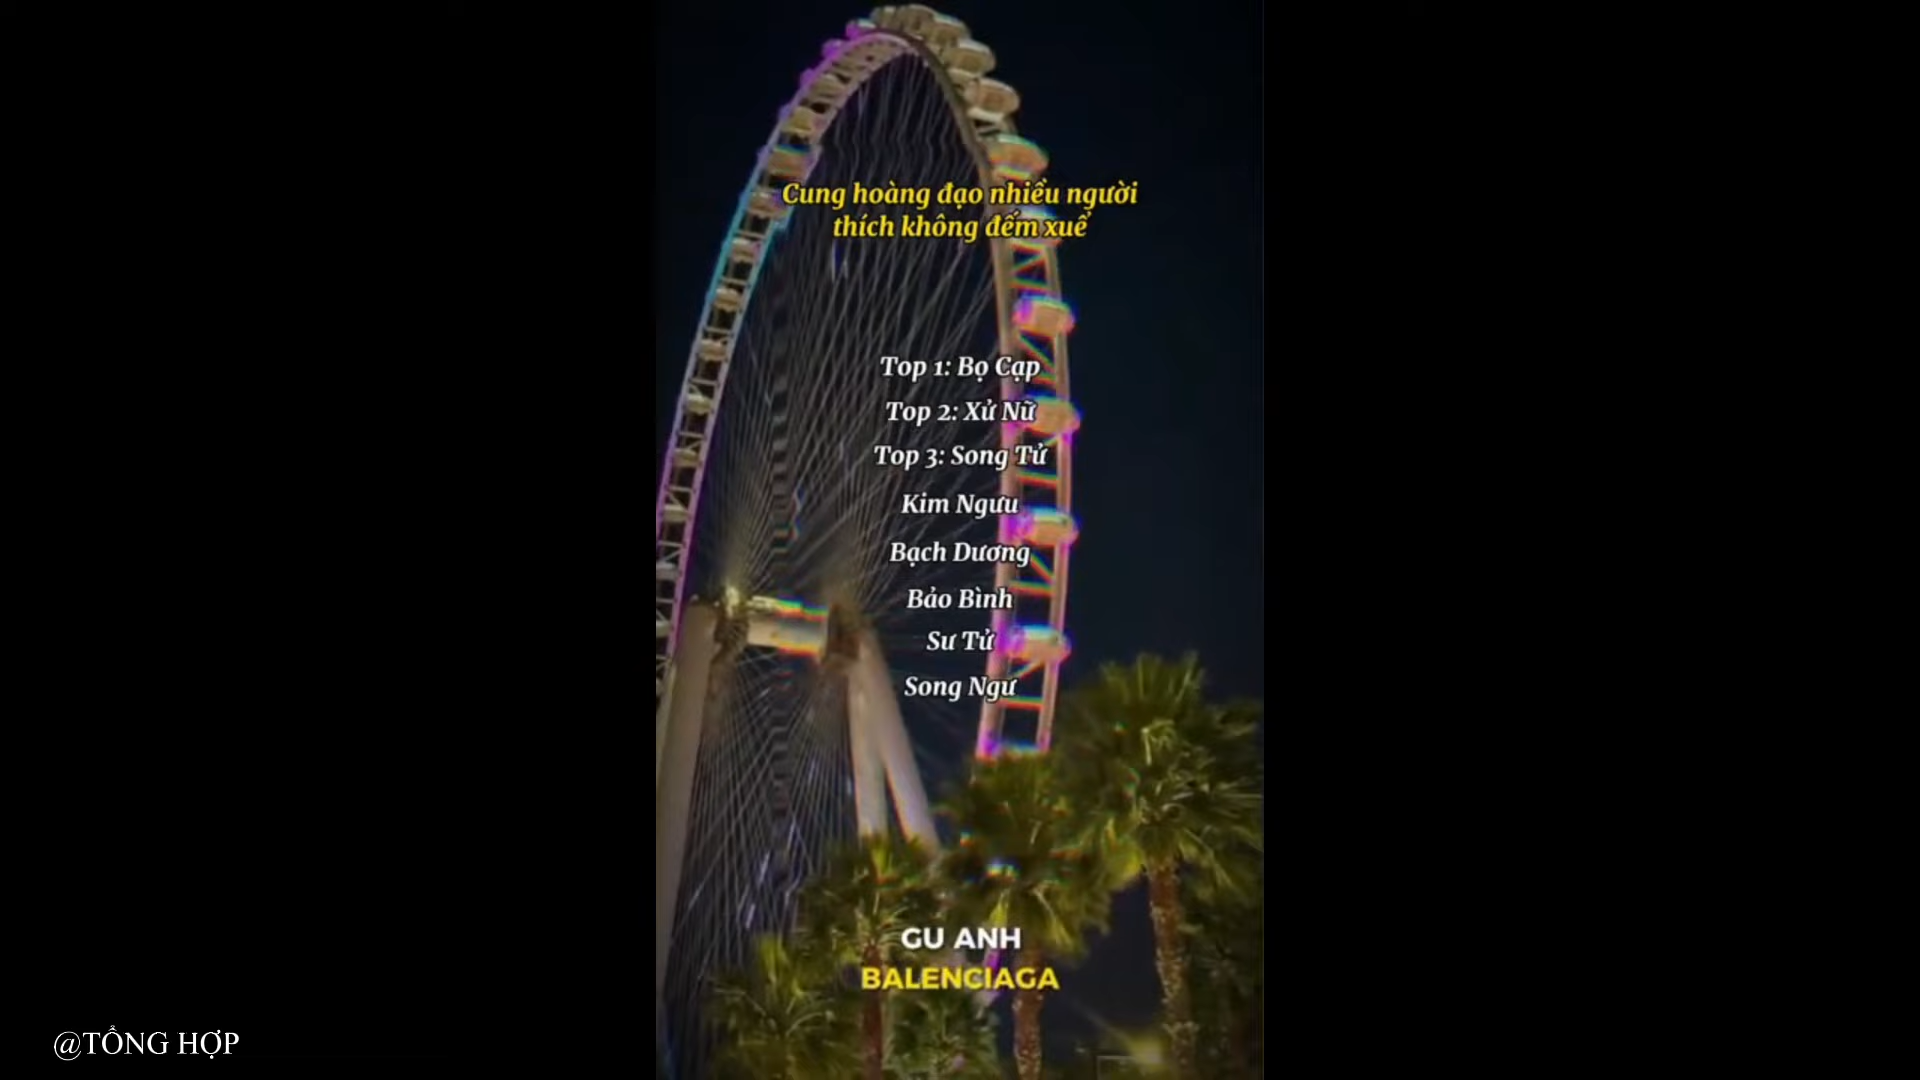 Cung hoàng đạo nhiều người
thích không đếm xuể
Top 1: Bọ Cạp
Top 2: Xử Nữ
Top 3: Song Tử
Kim Ngưu
Bạch Dương
Bảo Bình
Sư Tử
Song Ngư
GU ANH
BALENCIAGA
@TỔNG HỢP